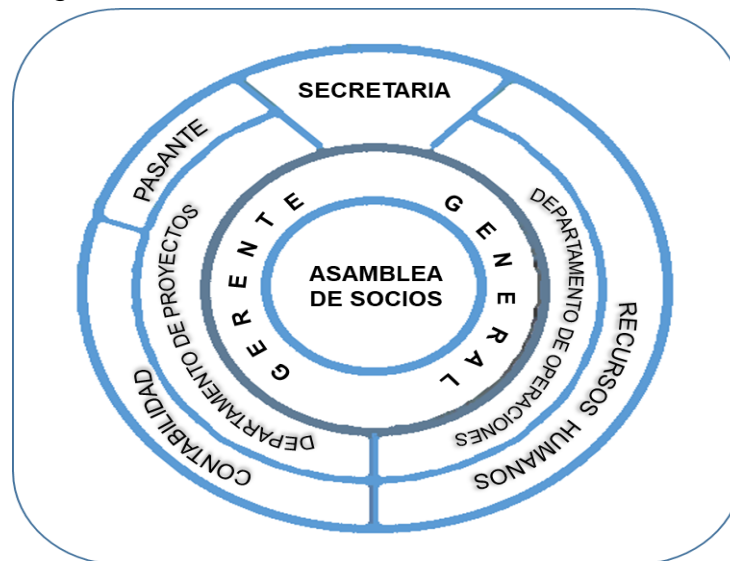 SECRETARIA
PASANTE
GERENTE GENERAL
ASAMBLEA
DE SOCIOS
DEPARTAMENTO DE PROYECTOS
DEPARTAMENTO DE OPERACIONES
CONTABILIDAD
RECURSOS HUMANOS